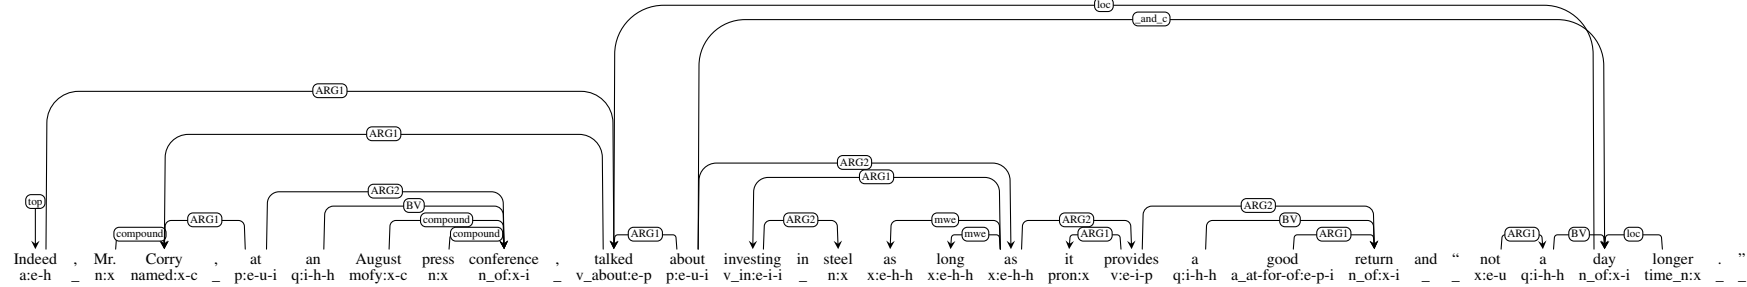 loc
_and_c
ARG1
ARG1
ARG2
ARG1
top ARG2 BV ARG2
compound ARG1 compound ARG2 mwe ARG2 BV
compound compound ARG1 mwe ARG1 ARG1 ARG1 BV loc
Indeed , Mr. Corry , at an August press conference , talked about investing in steel as long as it provides a good return and “ not a day longer . ”
a:e-h _ n:x named:x-c _ p:e-u-i q:i-h-h mofy:x-c n:x n_of:x-i _ v_about:e-p p:e-u-i v_in:e-i-i _ n:x x:e-h-h x:e-h-h x:e-h-h pron:x v:e-i-p q:i-h-h a_at-for-of:e-p-i n_of:x-i _ _ x:e-u q:i-h-h n_of:x-i time_n:x _ _